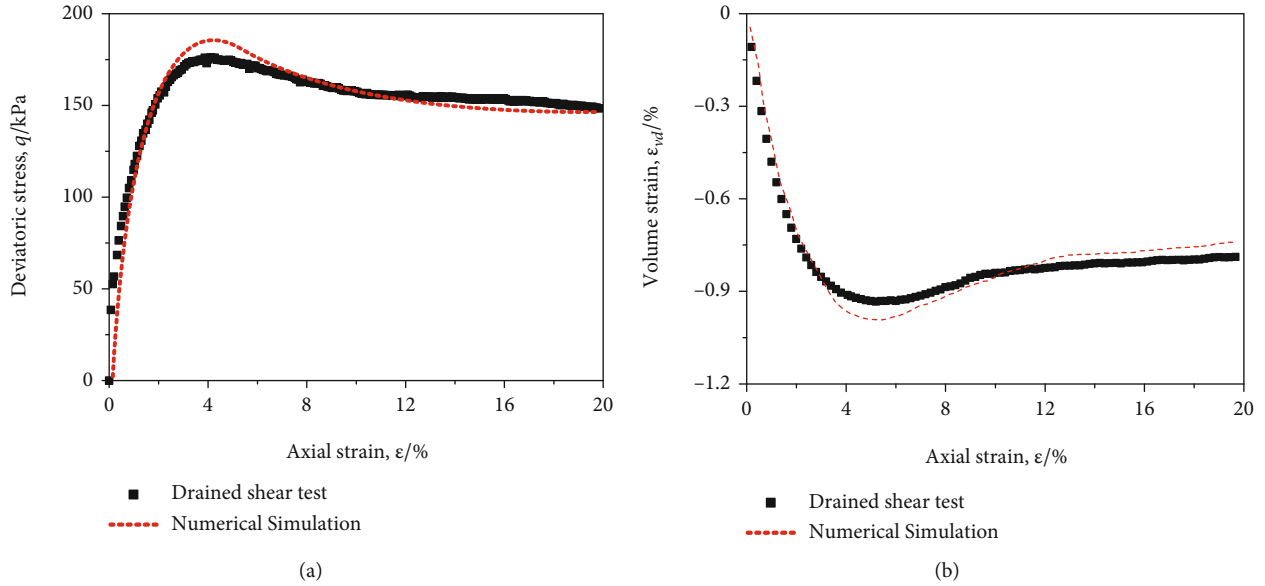 200
150
100
50
0
Deviatoric stress, q/kPa
0
4
8
12
16
20
Axial strain, ε/%
Drained shear test
Numerical Simulation
(a)
0
–0.3
–0.6
–0.9
–1.2
Volume strain, εvd/%
0
4
8
12
16
20
Axial strain, ε/%
Drained shear test
Numerical Simulation
(b)